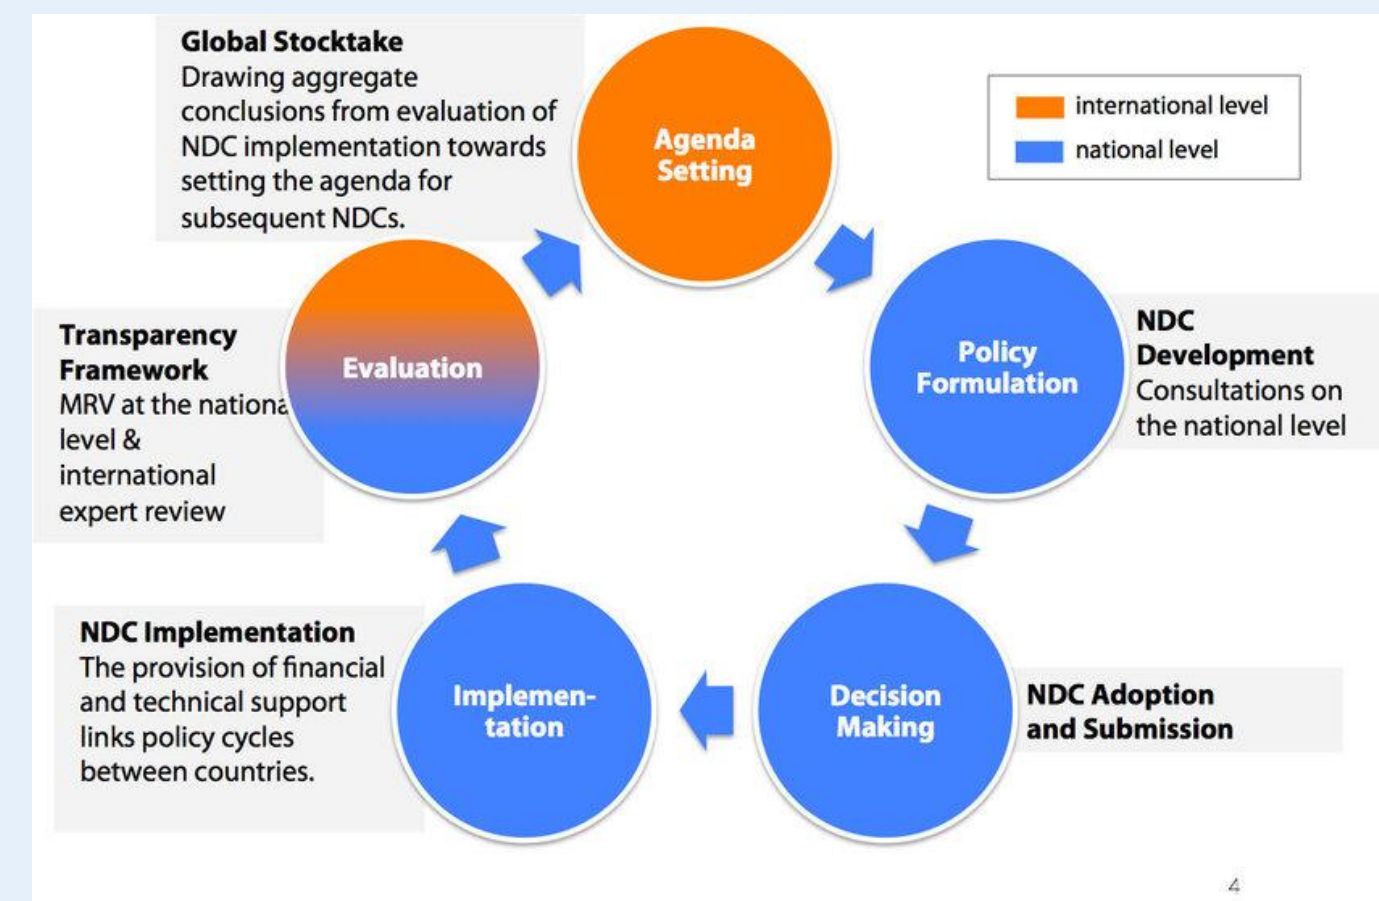 Global Stocktake
Drawing aggregate
conclusions from evaluation of
NDC implementation towards
setting the agenda for
subsequent NDCs.
Agenda
Setting
international level
national level
Transparency
Framework
MRV at the nationa
level &
international
expert review
Evaluation
Policy
Formulation
NDC
Development
Consultations on
the national level
NDC Implementation
The provision of financial
and technical support
links policy cycles
between countries.
Implemen-
tation
Decision
Making
NDC Adoption
and Submission
4